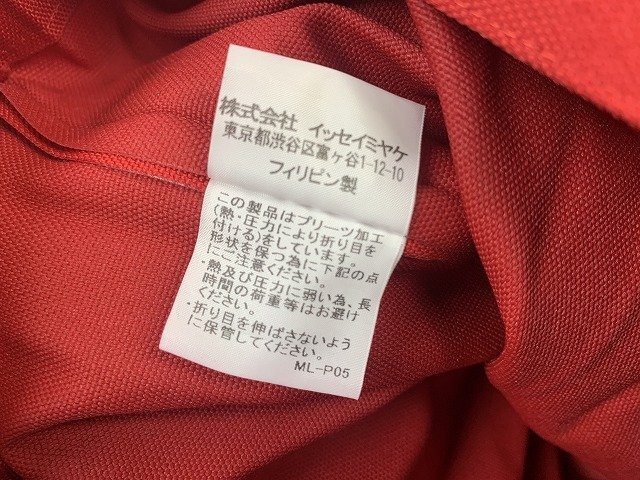 株式会社 イッセイミヤケ
東京都渋谷区富ヶ谷1-12-10
フィリピン製
この製品はプリーツ加工
(熱・圧力により折り目を
付ける)をしています。
形状を保つ為に下記の点
にご注意ください。
・熱及び圧力に弱い為、長
時間の荷重等はお避け
ください。
・折り目を伸ばさないよう
に保管してください。
ML-P05